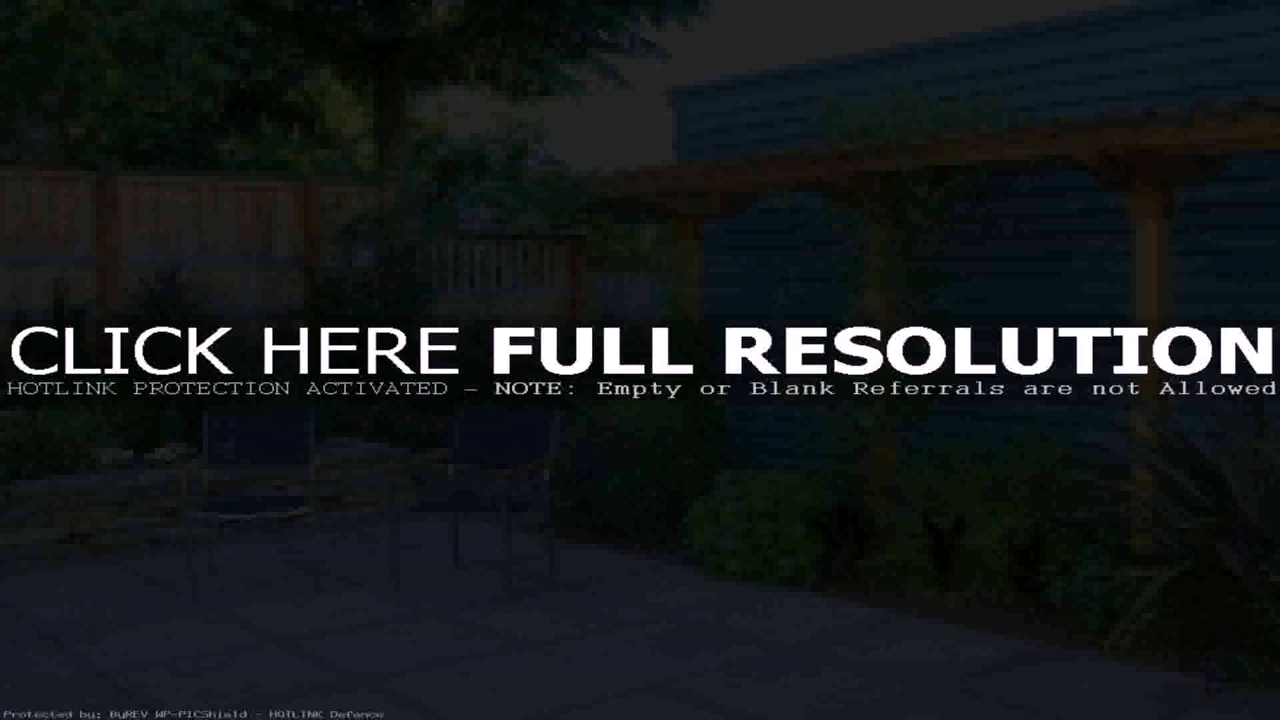 CLICK HERE FULL RESOLUTION
HOTLINK PROTECTION ACTIVATED – NOTE: Empty or Blank Referrals are not Allowed
Protected by: ByREV WP-PICShield - HOTLINK Defence